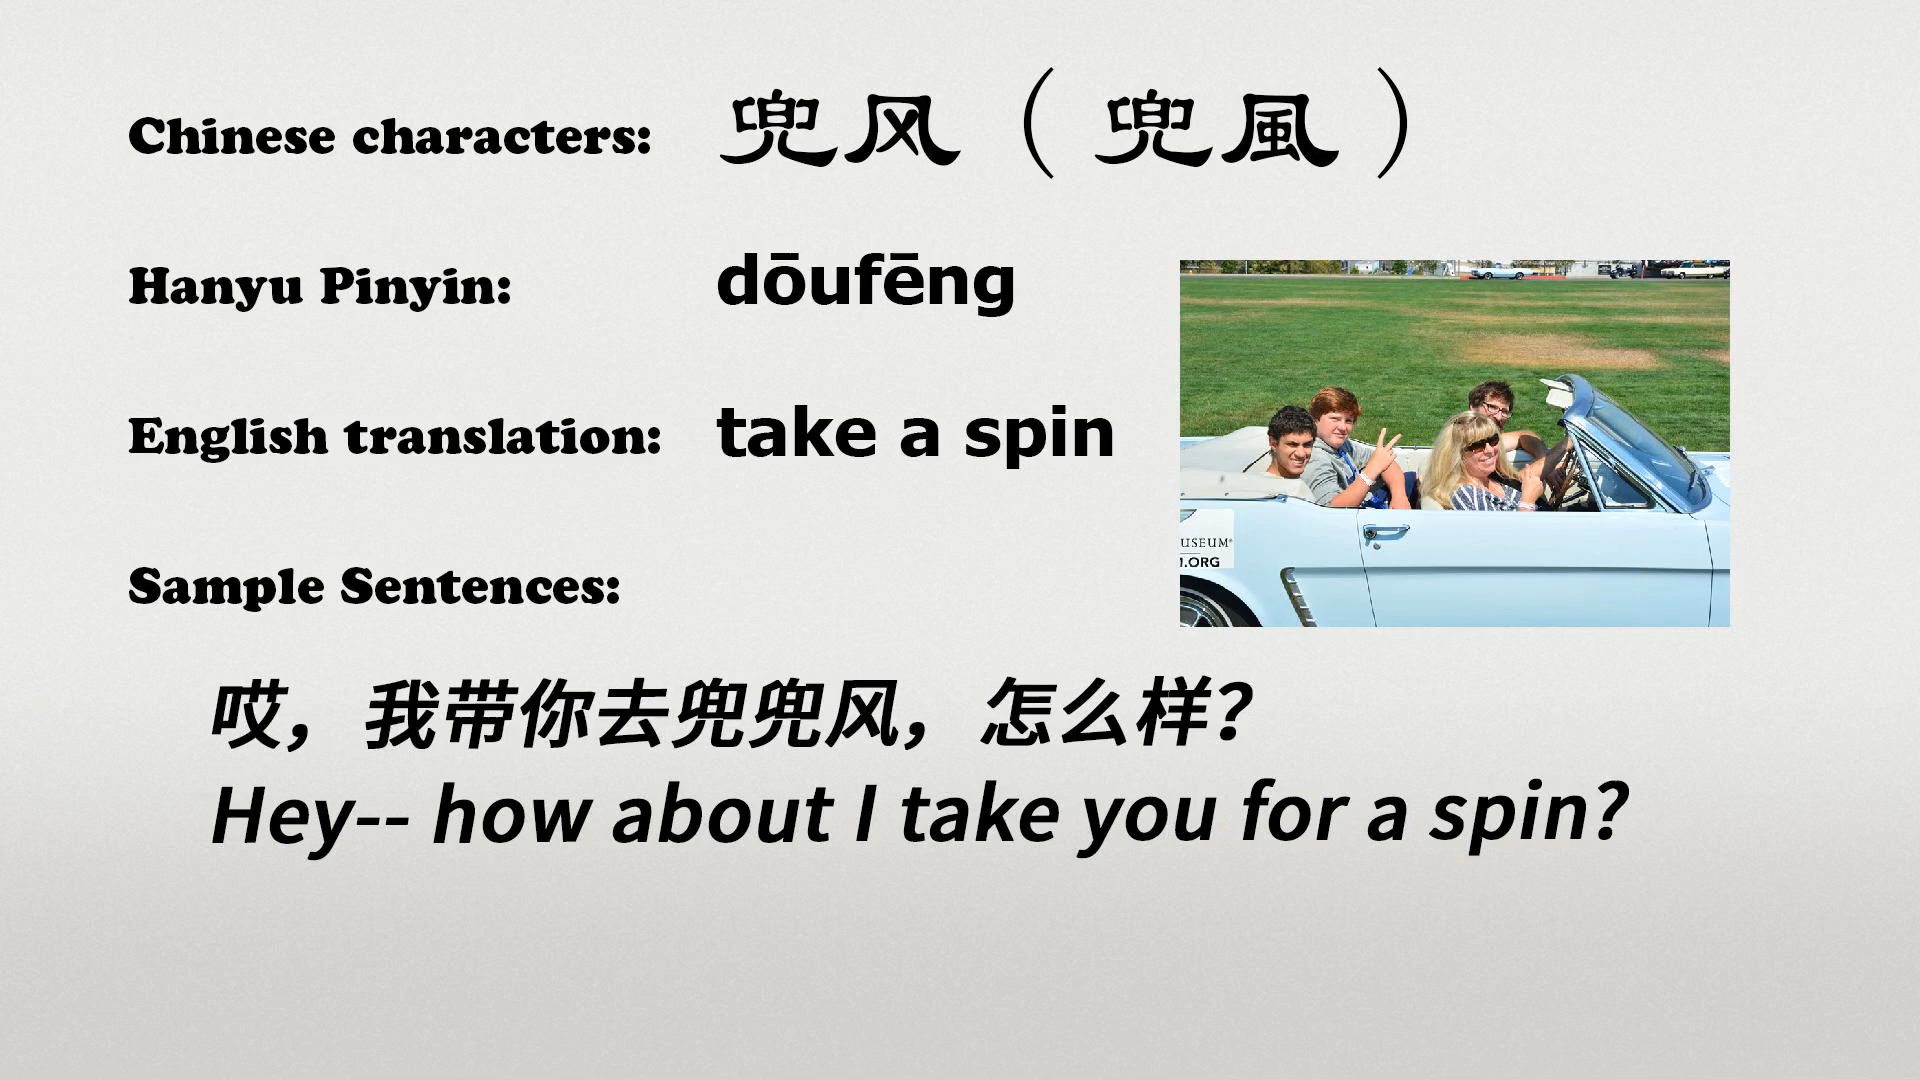 Chinese characters: 兜风（兜風）
Hanyu Pinyin: dōufēng
English translation: take a spin
USEUM®
M.ORG
Sample Sentences:
哎，我带你去兜兜风，怎么样？
Hey-- how about I take you for a spin?